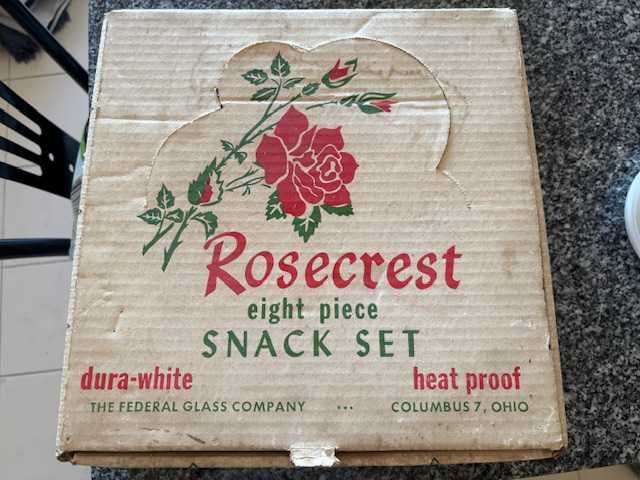 Rosecrest
eight piece
SNACK SET
dura-white heat proof
THE FEDERAL GLASS COMPANY ... COLUMBUS 7, OHIO